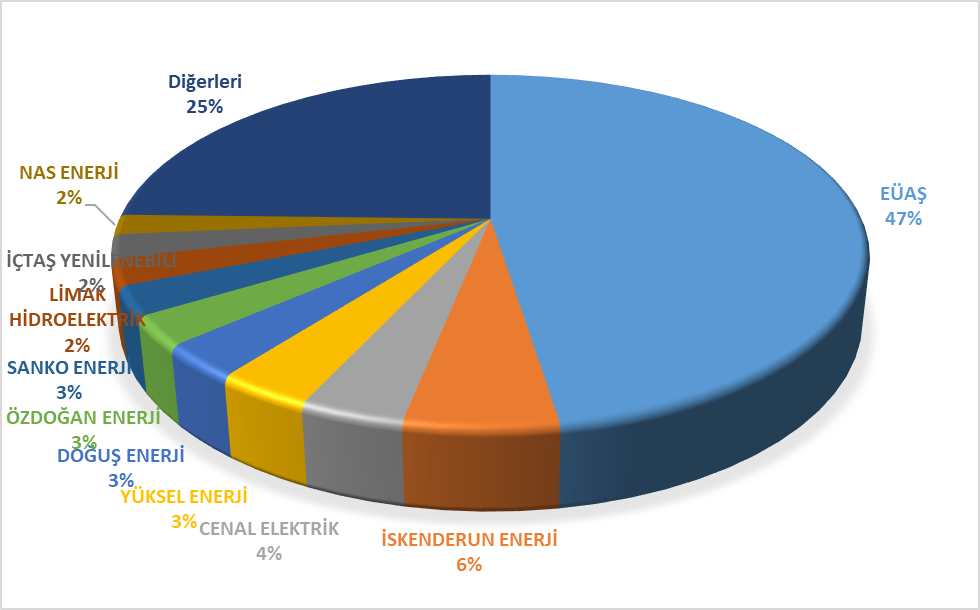 Diğerleri
25%
NAS ENERJİ
2%
İÇTAŞ YENİLENEBİLİ
2%
LİMAK
HİDROELEKTRİK
2%
SANKO ENERJİ
3%
ÖZDOĞAN ENERJİ
3%
DOĞUŞ ENERJİ
3%
YÜKSEL ENERJİ
3%
CENAL ELEKTRİK
4%
İSKENDERUN ENERJİ
6%
EÜAŞ
47%